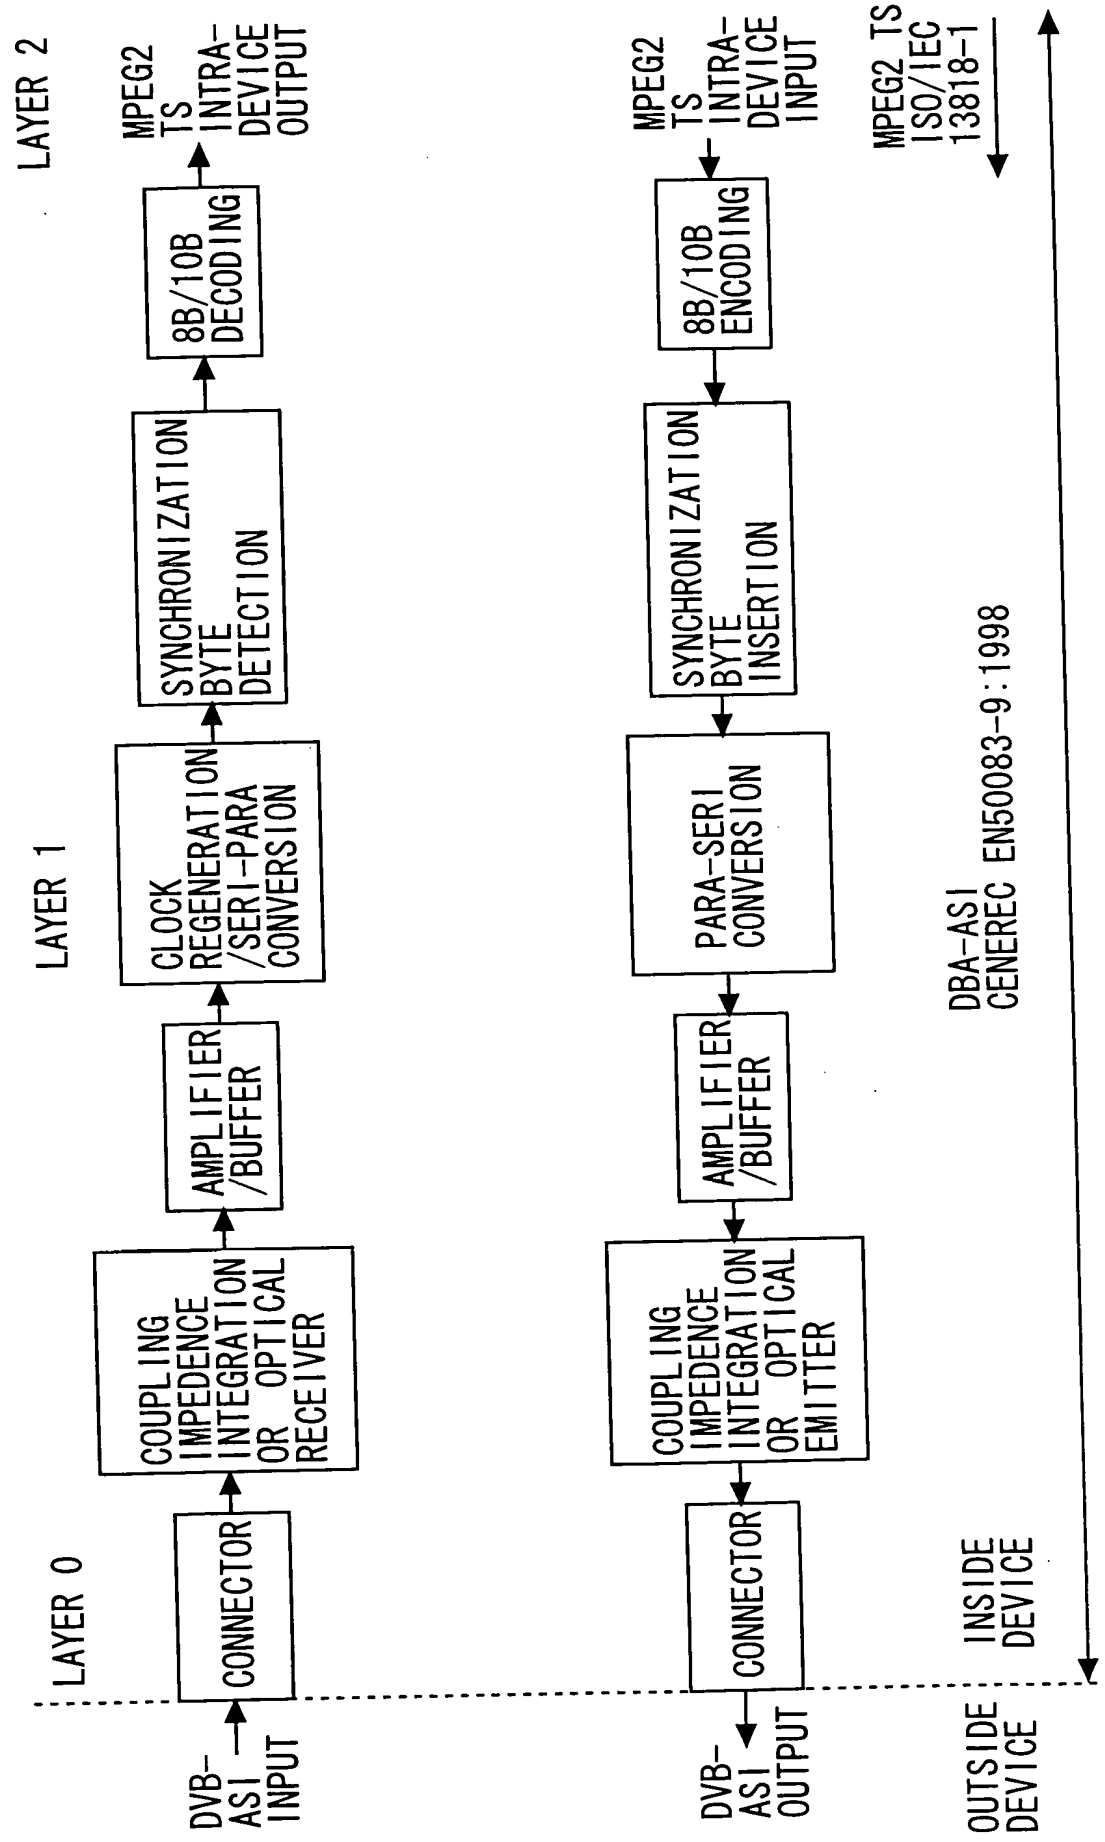 LAYER 0
LAYER 1
LAYER 2
DVB-
ASI
INPUT
CONNECTOR
COUPLING
IMPEDENCE
INTEGRATION
OR OPTICAL
RECEIVER
AMPLIFIER
/BUFFER
CLOCK
REGENERATION
/SERI-PARA
CONVERSION
SYNCHRONIZATION
BYTE
DETECTION
8B/10B
DECODING
MPEG2
TS
INTRA-
DEVICE
OUTPUT
DVB-
ASI
OUTPUT
CONNECTOR
COUPLING
IMPEDENCE
INTEGRATION
OR OPTICAL
EMITTER
AMPLIFIER
/BUFFER
PARA-SERI
CONVERSION
SYNCHRONIZATION
BYTE
INSERTION
8B/10B
ENCODING
MPEG2
TS
INTRA-
DEVICE
INPUT
OUTSIDE
DEVICE
INSIDE
DEVICE
DBA-ASI
CENEREC EN50083-9:1998
MPEG2 TS
ISO/IEC
13818-1